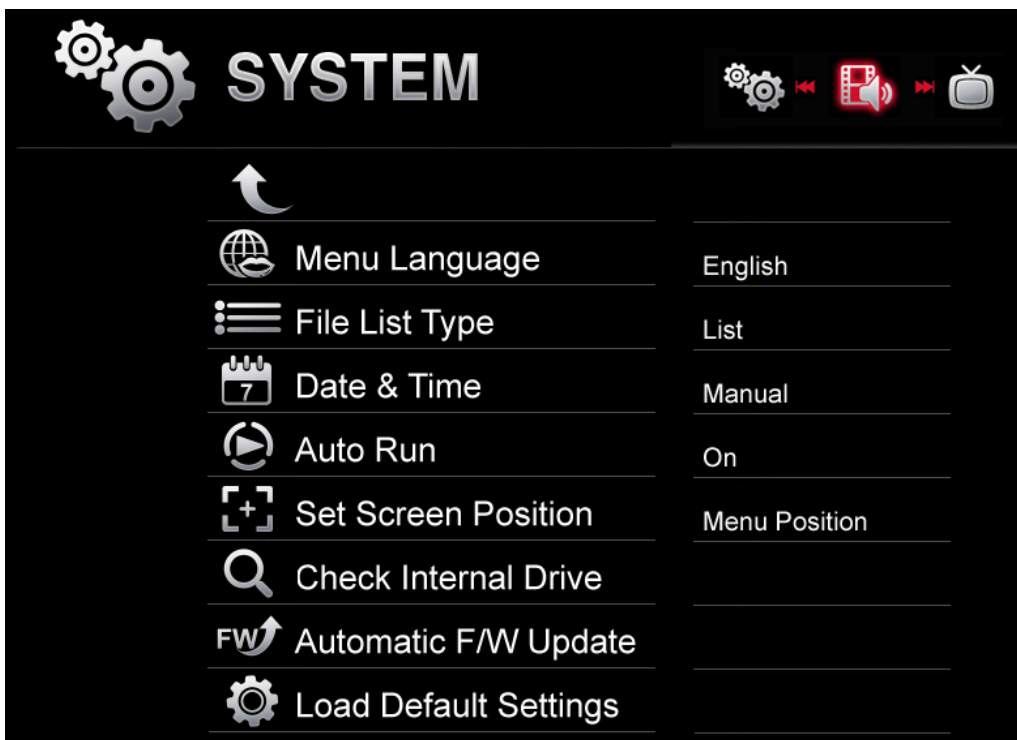 SYSTEM
Menu Language English
File List Type List
7 Date & Time Manual
Auto Run On
Set Screen Position Menu Position
Check Internal Drive
FW Automatic F/W Update
Load Default Settings